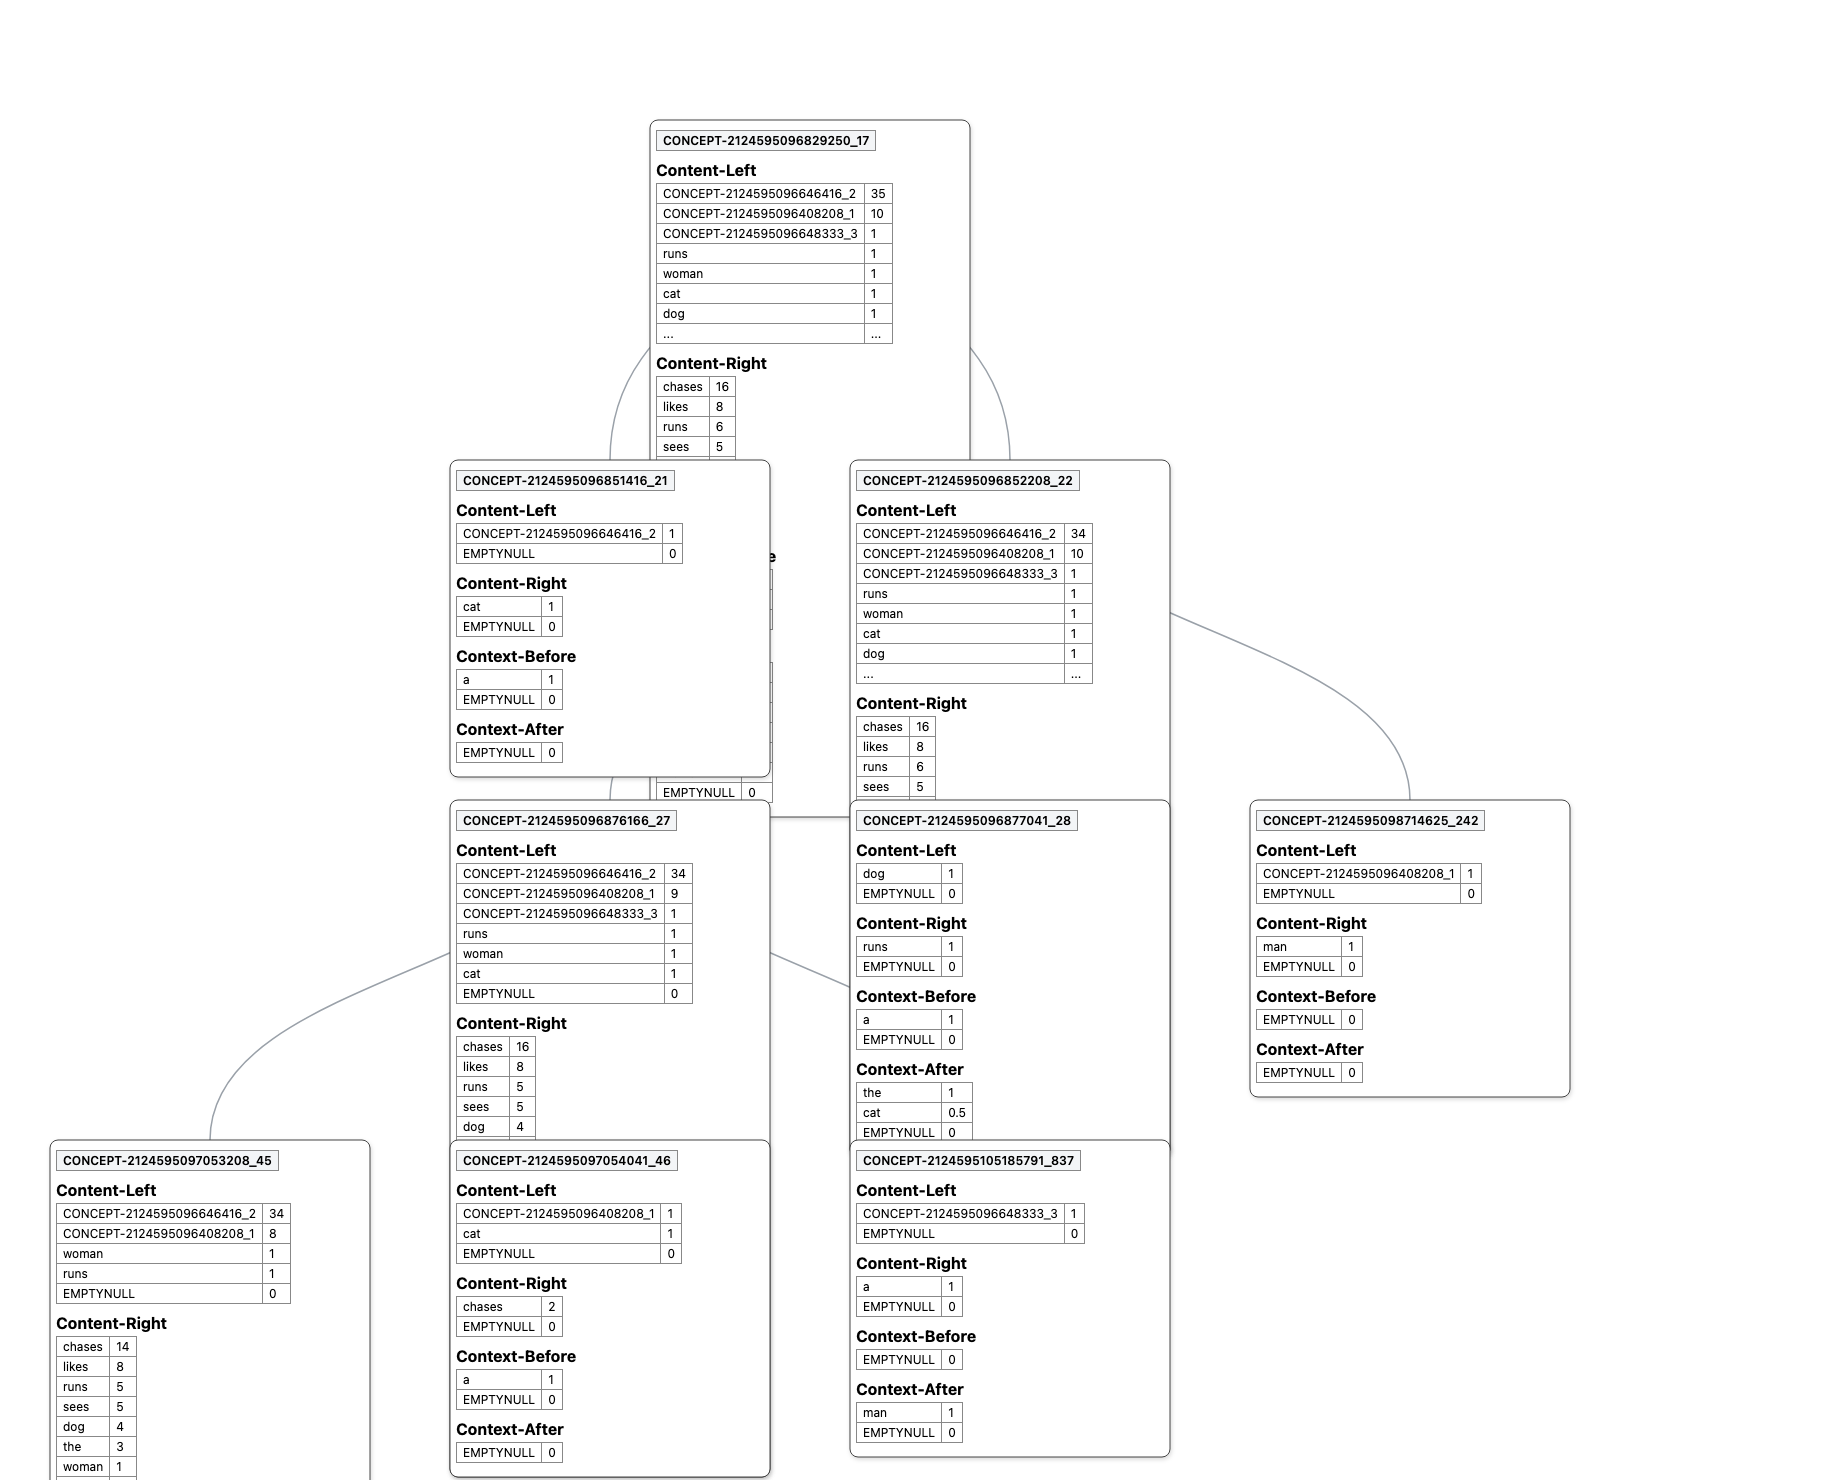 CONCEPT-2124595096829250_17
Content-Left
CONCEPT-2124595096646416_2 35
CONCEPT-2124595096408208_1 10
CONCEPT-2124595096648333_3 1
runs 1
woman 1
cat 1
dog 1
... ...
Content-Right
chases 16
likes 8
runs 6
sees 5
e
EMPTYNULL 0
CONCEPT-2124595096851416_21
Content-Left
CONCEPT-2124595096646416_2 1
EMPTYNULL 0
Content-Right
cat 1
EMPTYNULL 0
Context-Before
a 1
EMPTYNULL 0
Context-After
EMPTYNULL 0
CONCEPT-2124595096852208_22
Content-Left
CONCEPT-2124595096646416_2 34
CONCEPT-2124595096408208_1 10
CONCEPT-2124595096648333_3 1
runs 1
woman 1
cat 1
dog 1
... ...
Content-Right
chases 16
likes 8
runs 6
sees 5
CONCEPT-2124595096876166_27
Content-Left
CONCEPT-2124595096646416_2 34
CONCEPT-2124595096408208_1 9
CONCEPT-2124595096648333_3 1
runs 1
woman 1
cat 1
EMPTYNULL 0
Content-Right
chases 16
likes 8
runs 5
sees 5
dog 4
CONCEPT-2124595096877041_28
Content-Left
dog 1
EMPTYNULL 0
Content-Right
runs 1
EMPTYNULL 0
Context-Before
a 1
EMPTYNULL 0
Context-After
the 1
cat 0.5
EMPTYNULL 0
CONCEPT-2124595098714625_242
Content-Left
CONCEPT-2124595096408208_1 1
EMPTYNULL 0
Content-Right
man 1
EMPTYNULL 0
Context-Before
EMPTYNULL 0
Context-After
EMPTYNULL 0
CONCEPT-2124595097053208_45
Content-Left
CONCEPT-2124595096646416_2 34
CONCEPT-2124595096408208_1 8
woman 1
runs 1
EMPTYNULL 0
Content-Right
chases 14
likes 8
runs 5
sees 5
dog 4
the 3
woman 1
CONCEPT-2124595097054041_46
Content-Left
CONCEPT-2124595096408208_1 1
cat 1
EMPTYNULL 0
Content-Right
chases 2
EMPTYNULL 0
Context-Before
a 1
EMPTYNULL 0
Context-After
EMPTYNULL 0
CONCEPT-2124595105185791_837
Content-Left
CONCEPT-2124595096648333_3 1
EMPTYNULL 0
Content-Right
a 1
EMPTYNULL 0
Context-Before
EMPTYNULL 0
Context-After
man 1
EMPTYNULL 0